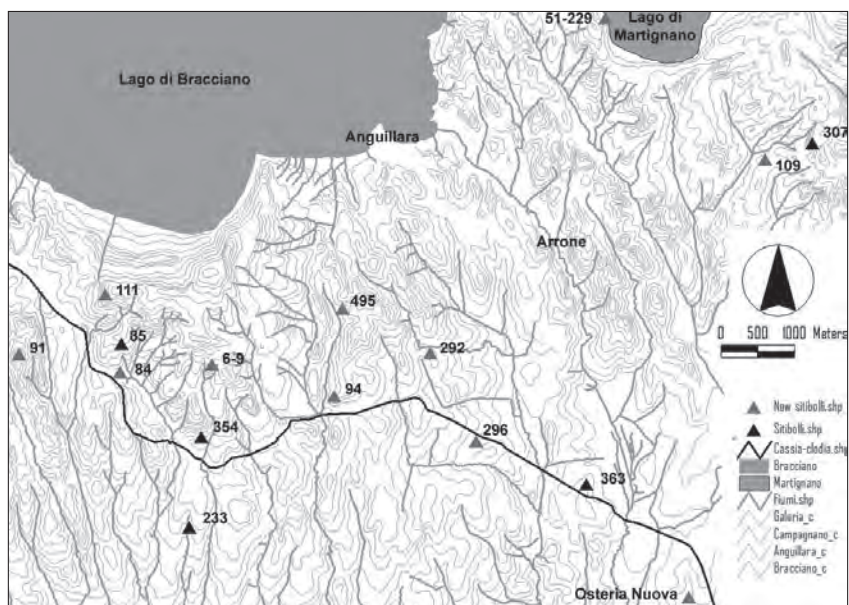 51-229
Lago di
Martignano
Lago di Bracciano
Anguillara
307
109
Arrone
111
495
85
91
292
6-9
84
94
354
296
363
233
Osteria Nuova
0 500 1000 Meters
New sitibolli.shp
Sitibolli.shp
Cassia-clodia.shp
Bracciano
Martignano
Fiumi.shp
Galeria_c
Campagnano_c
Anguillara_c
Bracciano_c